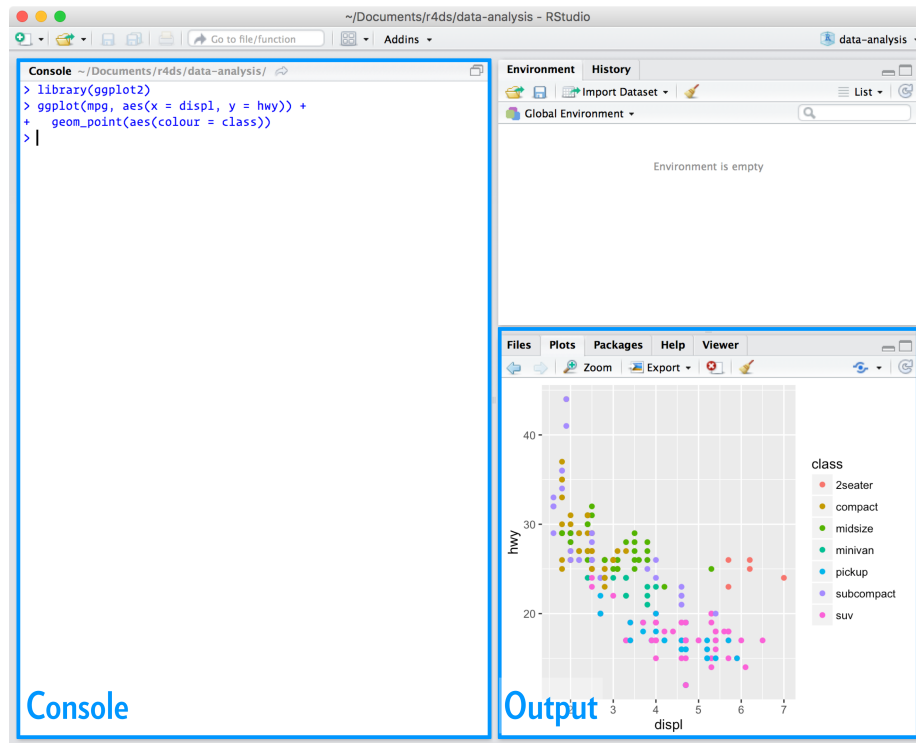 ~/Documents/r4ds/data-analysis - RStudio
Go to file/function
Addins
data-analysis
Console ~/Documents/r4ds/data-analysis/
> library(ggplot2)
> ggplot(mpg, aes(x = displ, y = hwy)) +
+   geom_point(aes(colour = class))
>
Console
Environment History
Import Dataset
List
Global Environment
Environment is empty
Files Plots Packages Help Viewer
Zoom
Export
40
30
20
hwy
3 4 5 6 7
displ
class
2seater
compact
midsize
minivan
pickup
subcompact
suv
Output